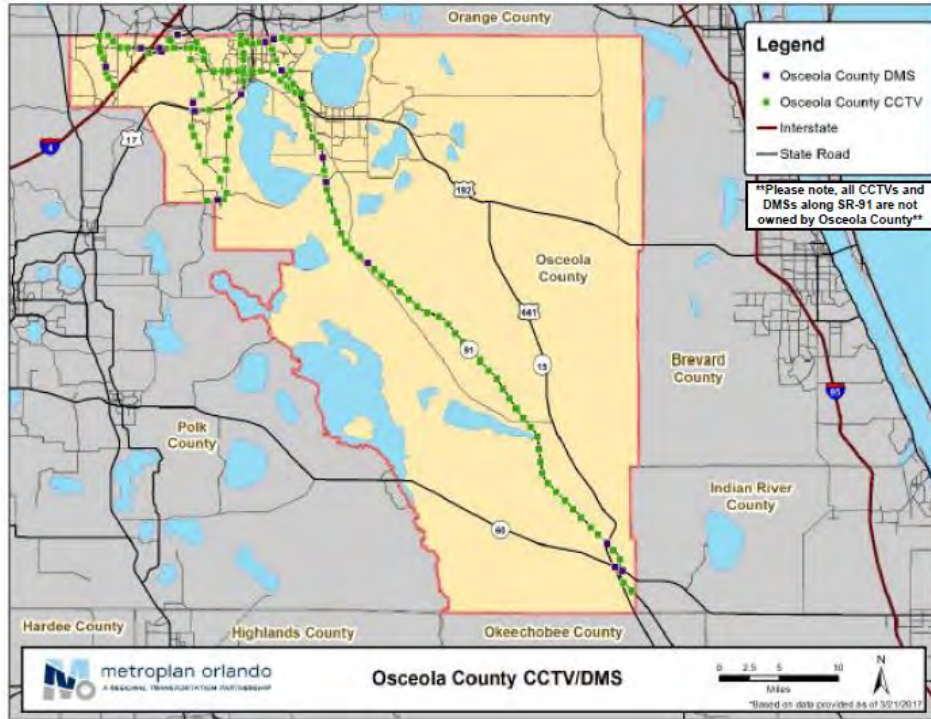 Orange County
Legend
Osceola County DMS
Osceola County CCTV
Interstate
State Road
**Please note, all CCTVs and
DMSs along SR-91 are not
owned by Osceola County**
17
4
192
Osceola
County
441
91
15
Brevard
County
95
Polk
County
Indian River
County
60
Hardee County
Highlands County
Okeechobee County
metroplan orlando
A REGIONAL TRANSPORTATION PARTNERSHIP
Osceola County CCTV/DMS
0 2.5 5 10
Miles
N
*Based on data provided as of 3/21/2017